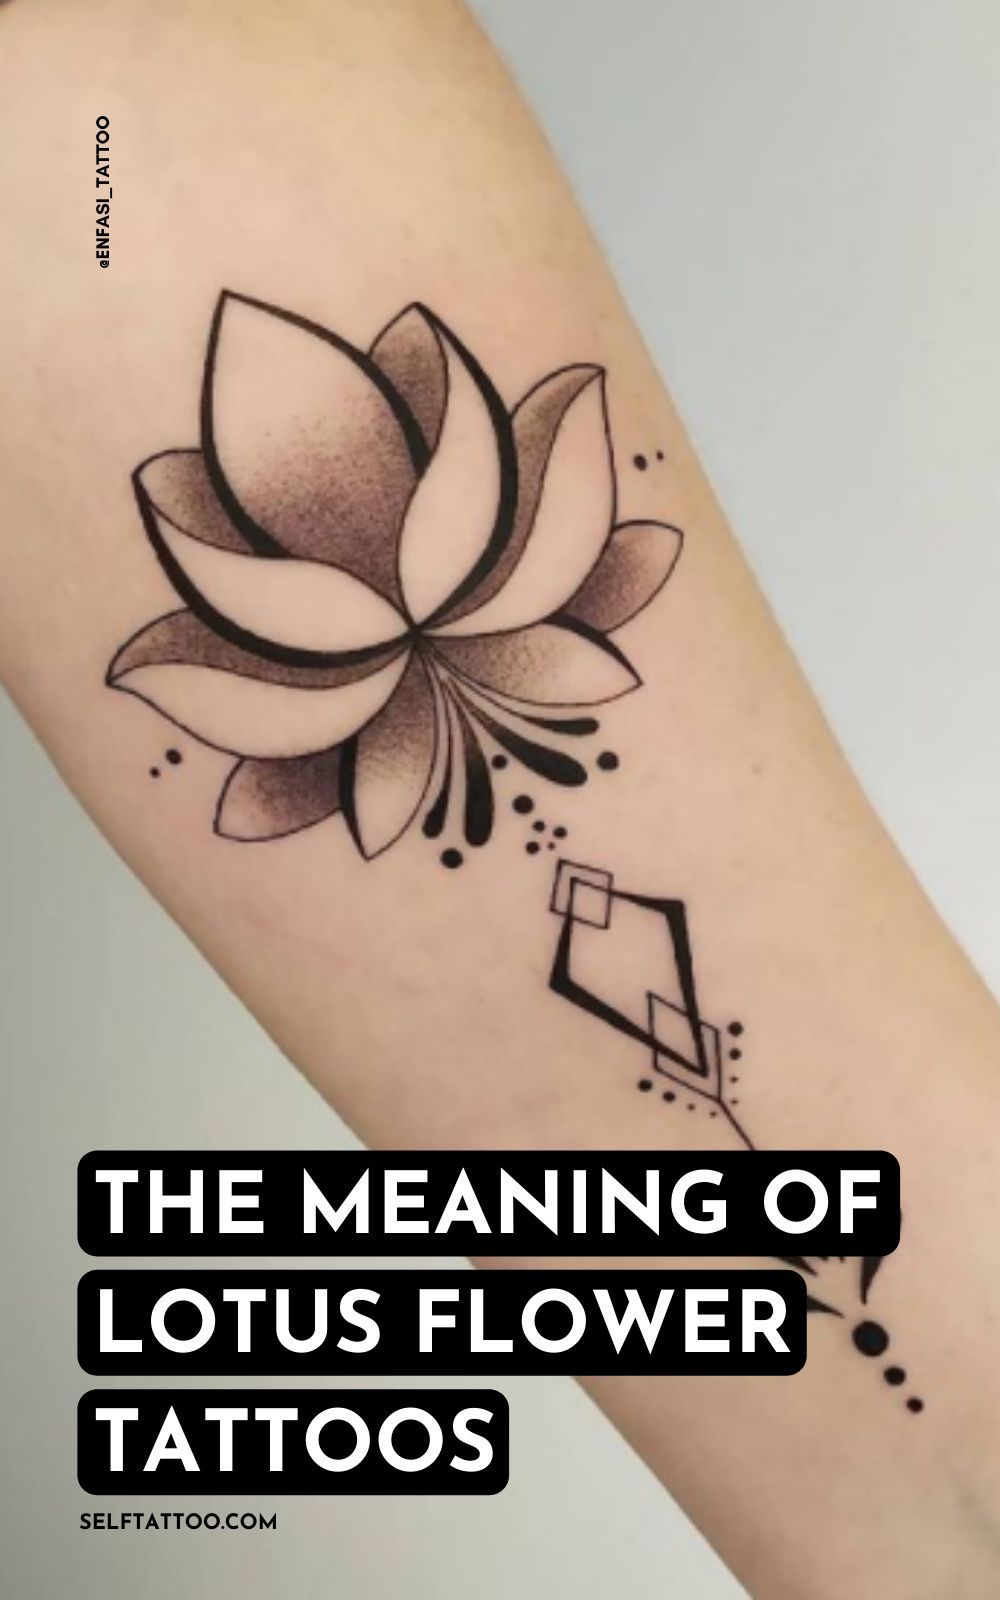 @ENFASI_TATTOO
THE MEANING OF
LOTUS FLOWER
TATTOOS
SELFTATTOO.COM